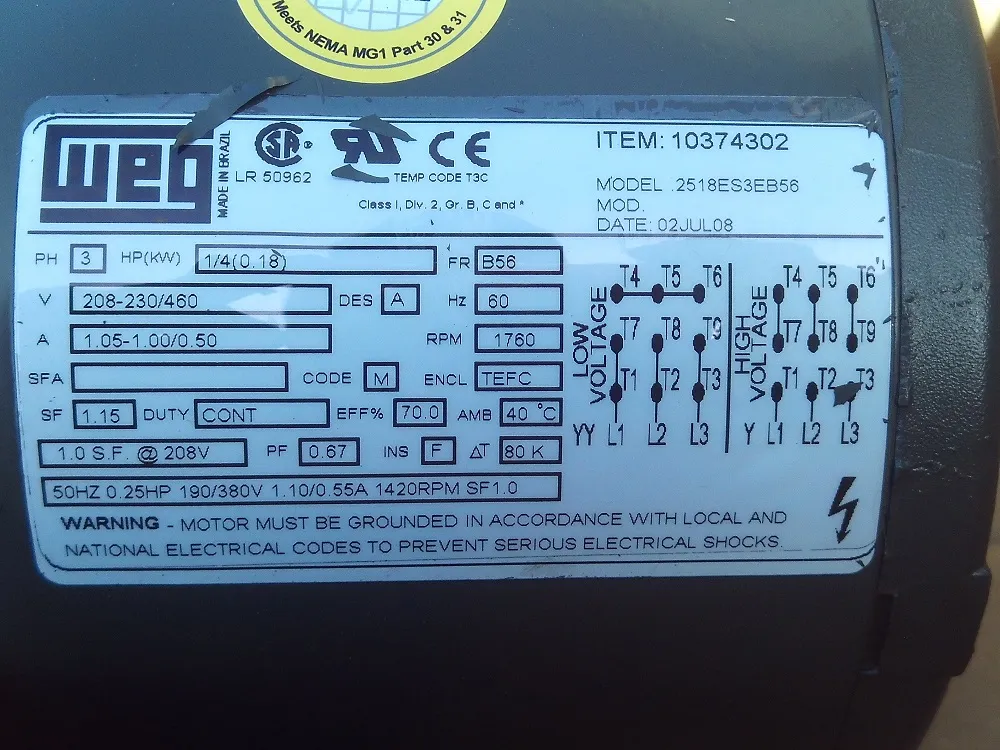 Meets NEMA MG1 Part 30 & 31
weg
MADE IN BRAZIL
SA
LR 50962
RU
CE
TEMP CODE T3C
Class I, Div. 2, Gr. B, C and *
ITEM: 10374302
MODEL .2518ES3EB56
MOD.
DATE: 02JUL08
PH 3 HP(KW) 1/4(0.18) FR B56
V 208-230/460 DES A Hz 60
A 1.05-1.00/0.50 RPM 1760
SFA CODE M ENCL TEFC
SF 1.15 DUTY CONT EFF% 70.0 AMB 40 °C
1.0 S.F. @ 208V PF 0.67 INS F ΔT 80 K
50HZ 0.25HP 190/380V 1.10/0.55A 1420RPM SF1.0
LOW VOLTAGE
T4 T5 T6
T7 T8 T9
T1 T2 T3
YY L1 L2 L3
HIGH VOLTAGE
T4 T5 T6
T7 T8 T9
T1 T2 T3
Y L1 L2 L3
WARNING - MOTOR MUST BE GROUNDED IN ACCORDANCE WITH LOCAL AND
NATIONAL ELECTRICAL CODES TO PREVENT SERIOUS ELECTRICAL SHOCKS.